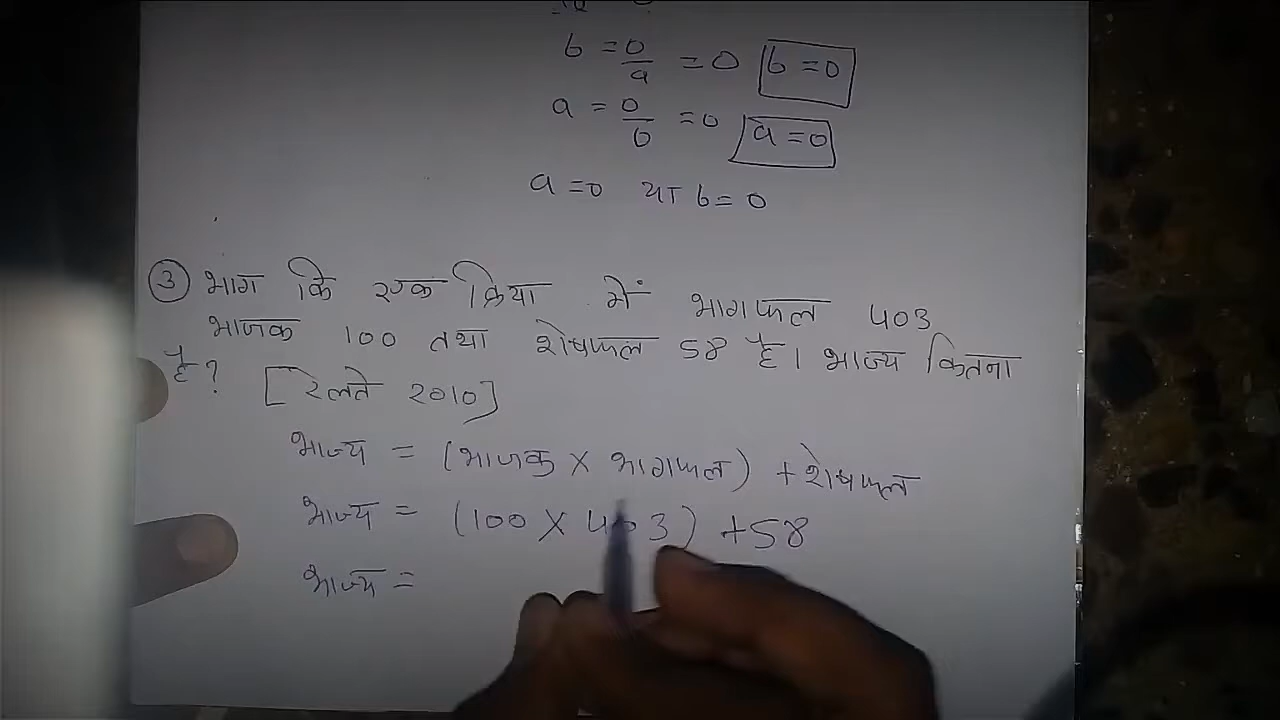 b = 0/a = 0 b = 0
a = 0/b = 0 a = 0
a = 0 या b = 0
③ भाग कि एक क्रिया में भागफल 403
भाजक 100 तथा शेषफल 58 है। भाज्य कितना
है? [रेलवे 2010]
भाज्य = (भाजक × भागफल) + शेषफल
भाज्य = (100 × 403) + 58
भाज्य =